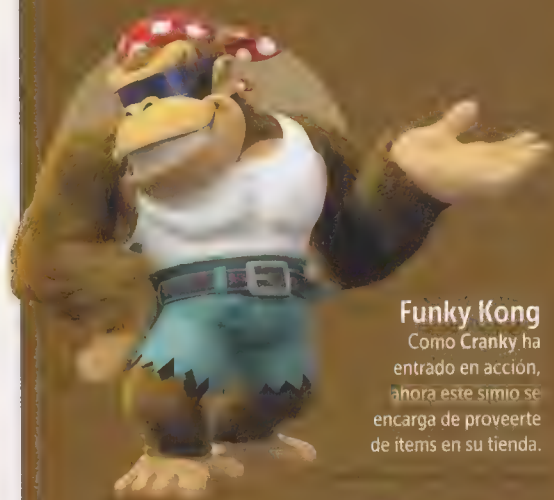 Funky Kong
Como Cranky ha
entrado en acción,
ahora este simio se
encarga de proveerte
de items en su tienda.